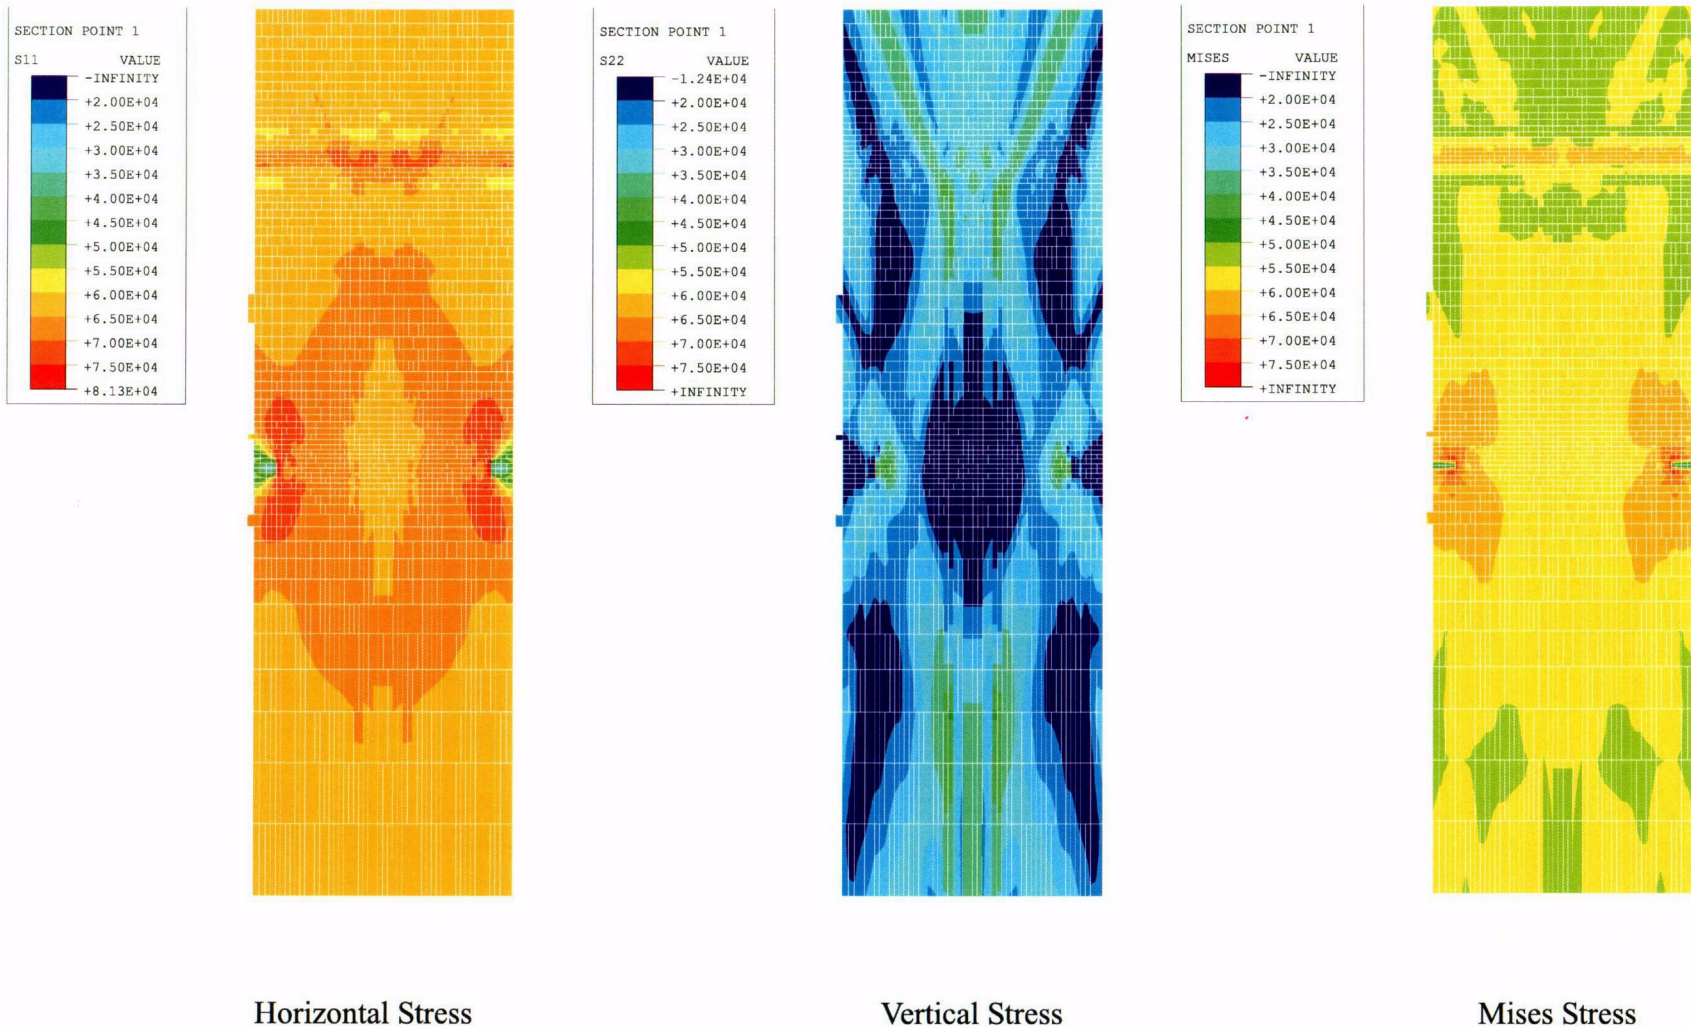 SECTION POINT 1
S11 VALUE
-INFINITY
+2.00E+04
+2.50E+04
+3.00E+04
+3.50E+04
+4.00E+04
+4.50E+04
+5.00E+04
+5.50E+04
+6.00E+04
+6.50E+04
+7.00E+04
+7.50E+04
+8.13E+04
SECTION POINT 1
S22 VALUE
-1.24E+04
+2.00E+04
+2.50E+04
+3.00E+04
+3.50E+04
+4.00E+04
+4.50E+04
+5.00E+04
+5.50E+04
+6.00E+04
+6.50E+04
+7.00E+04
+7.50E+04
+INFINITY
SECTION POINT 1
MISES VALUE
-INFINITY
+2.00E+04
+2.50E+04
+3.00E+04
+3.50E+04
+4.00E+04
+4.50E+04
+5.00E+04
+5.50E+04
+6.00E+04
+6.50E+04
+7.00E+04
+7.50E+04
+INFINITY
Horizontal Stress
Vertical Stress
Mises Stress